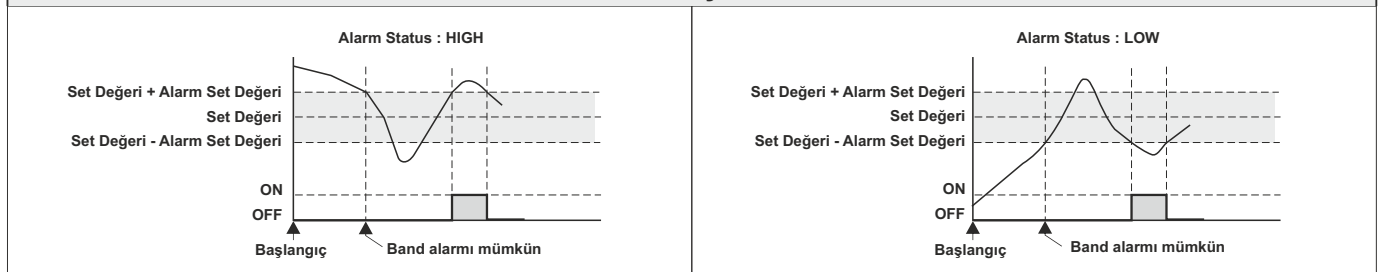 Alarm Status : HIGH
Set Değeri + Alarm Set Değeri
Set Değeri
Set Değeri - Alarm Set Değeri
ON
OFF
Başlangıç
Band alarmı mümkün
Alarm Status : LOW
Set Değeri + Alarm Set Değeri
Set Değeri
Set Değeri - Alarm Set Değeri
ON
OFF
Başlangıç
Band alarmı mümkün